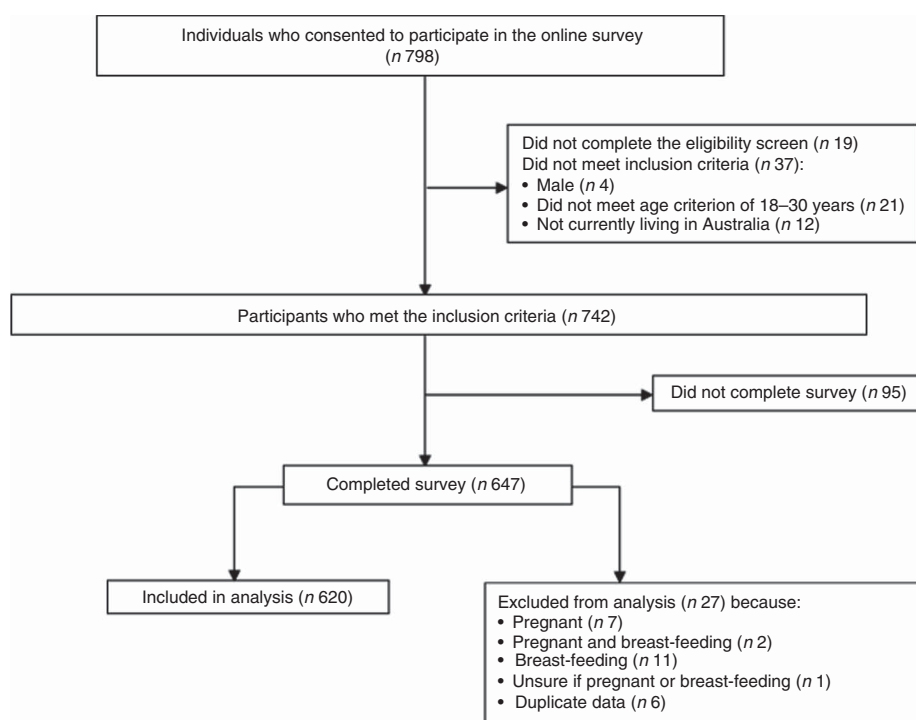 Individuals who consented to participate in the online survey
(n 798)
Did not complete the eligibility screen (n 19)
Did not meet inclusion criteria (n 37):
• Male (n 4)
• Did not meet age criterion of 18–30 years (n 21)
• Not currently living in Australia (n 12)
Participants who met the inclusion criteria (n 742)
Did not complete survey (n 95)
Completed survey (n 647)
Included in analysis (n 620)
Excluded from analysis (n 27) because:
• Pregnant (n 7)
• Pregnant and breast-feeding (n 2)
• Breast-feeding (n 11)
• Unsure if pregnant or breast-feeding (n 1)
• Duplicate data (n 6)